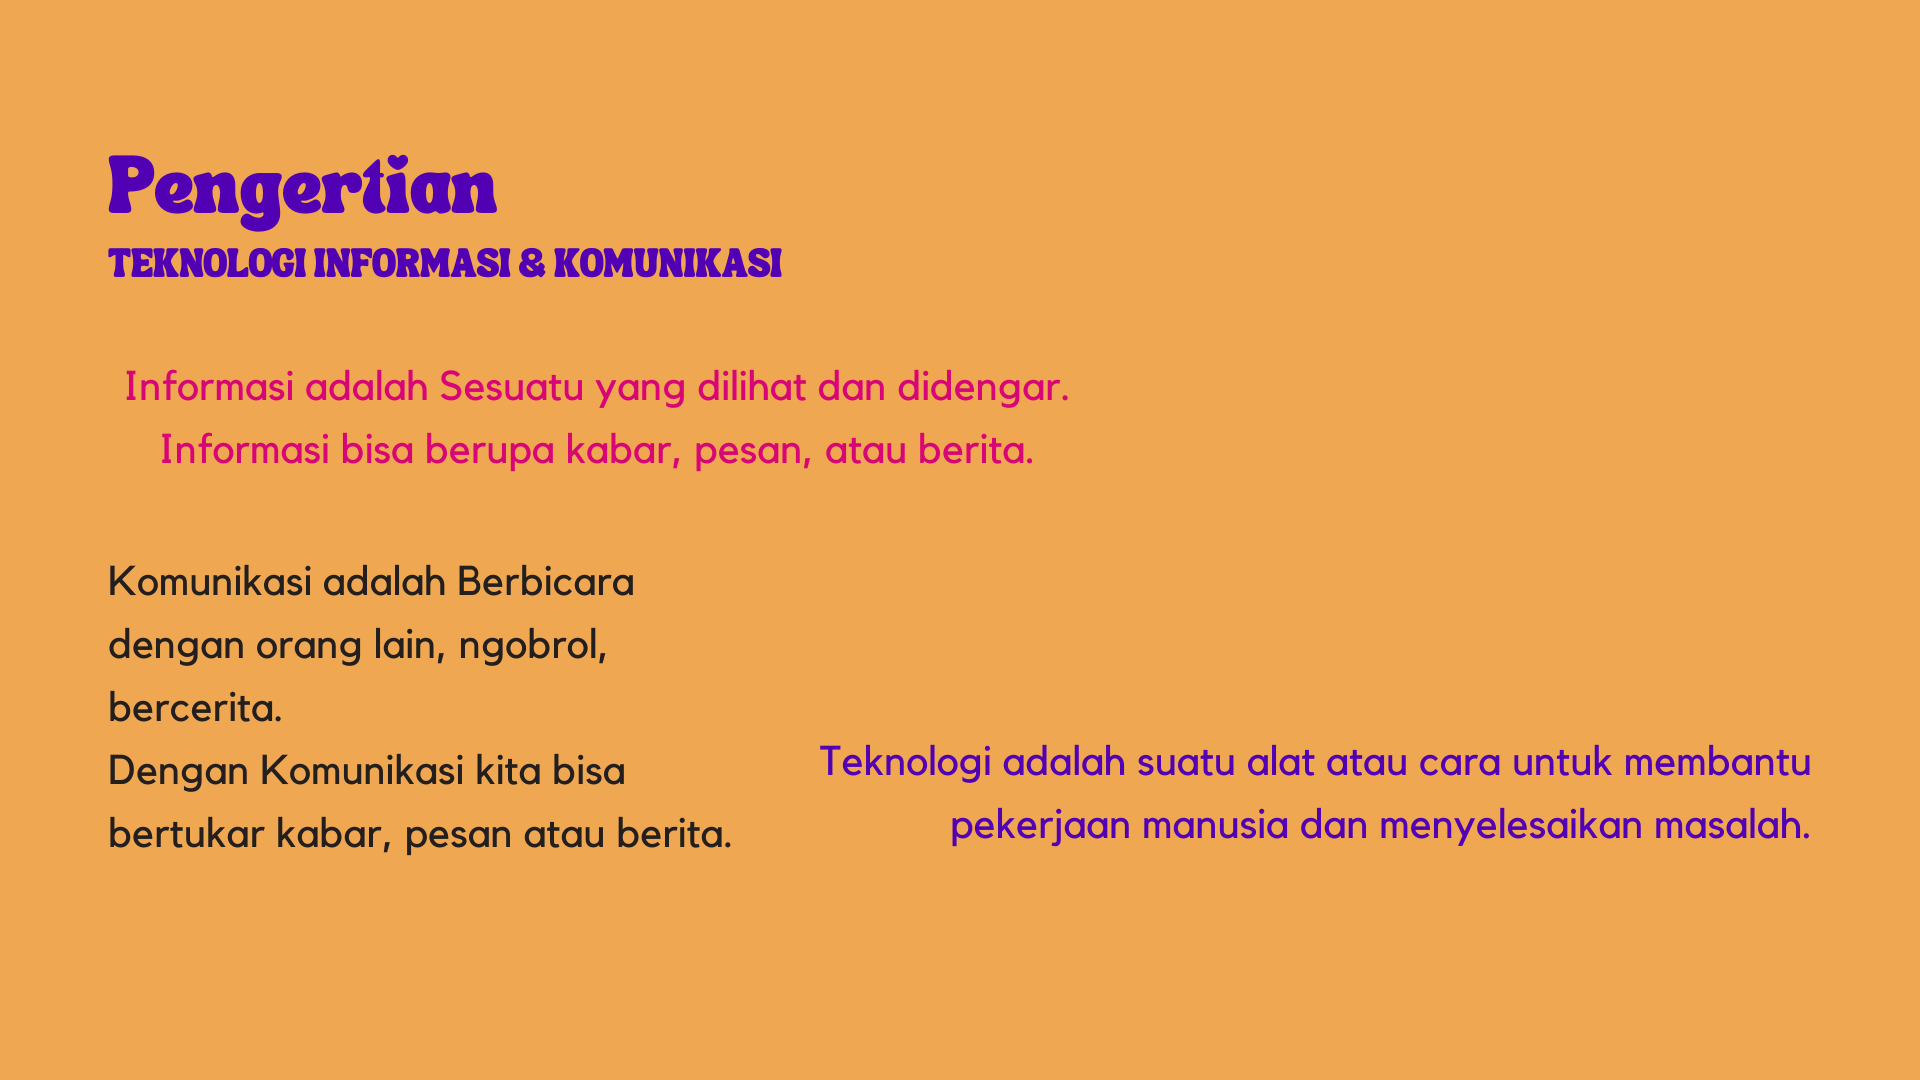 Pengertian
TEKNOLOGI INFORMASI & KOMUNIKASI
Informasi adalah Sesuatu yang dilihat dan didengar.
Informasi bisa berupa kabar, pesan, atau berita.
Komunikasi adalah Berbicara
dengan orang lain, ngobrol,
bercerita.
Dengan Komunikasi kita bisa
bertukar kabar, pesan atau berita.
Teknologi adalah suatu alat atau cara untuk membantu
pekerjaan manusia dan menyelesaikan masalah.